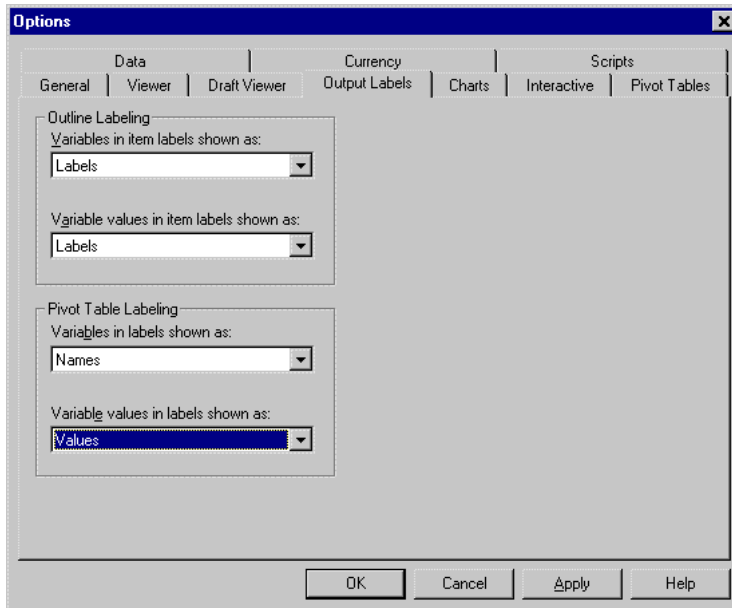 Options
Data Currency Scripts
General Viewer Draft Viewer Output Labels Charts Interactive Pivot Tables
Outline Labeling
Variables in item labels shown as:
Labels
Variable values in item labels shown as:
Labels
Pivot Table Labeling
Variables in labels shown as:
Names
Variable values in labels shown as:
Values
OK Cancel Apply Help